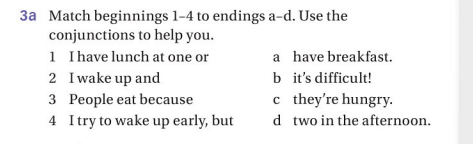 3a Match beginnings 1–4 to endings a–d. Use the
conjunctions to help you.
1 I have lunch at one or a have breakfast.
2 I wake up and b it's difficult!
3 People eat because c they're hungry.
4 I try to wake up early, but d two in the afternoon.